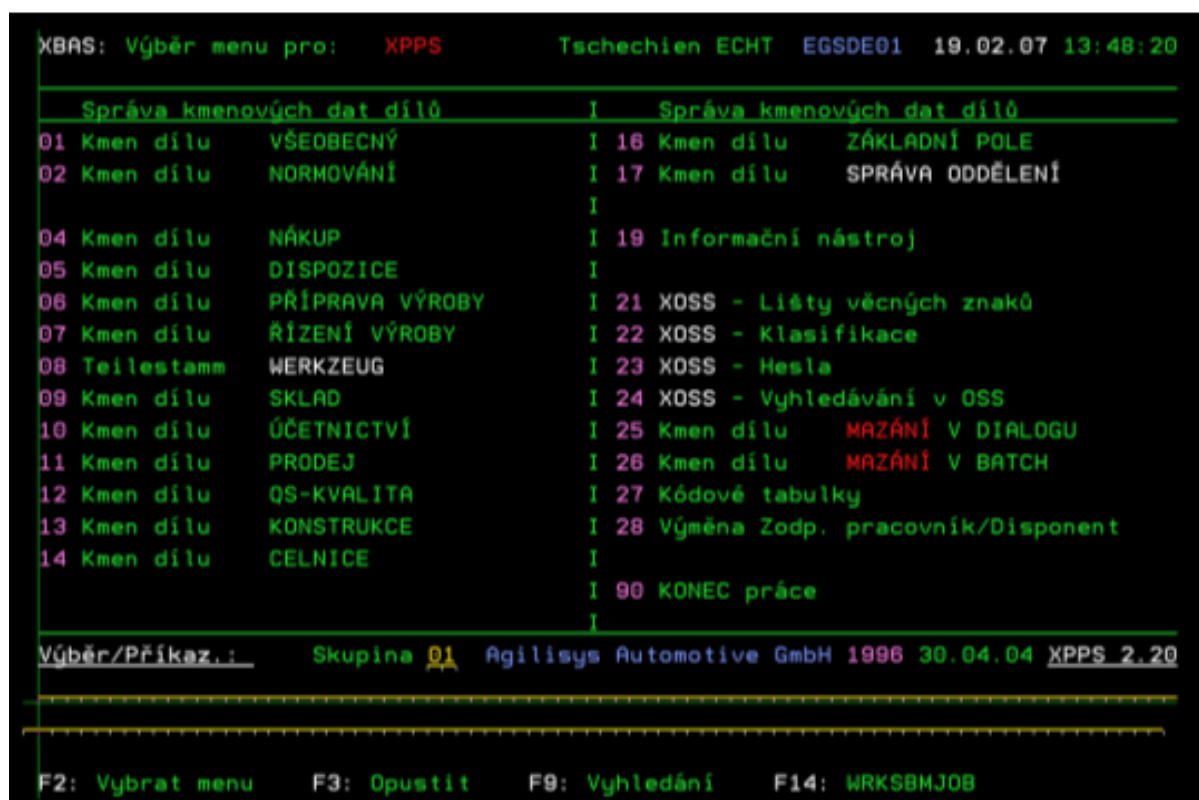 XBAS: Výběr menu pro: XPPS Tschechien ECHT EGSDE01 19.02.07 13:48:20
Správa kmenových dat dílů I Správa kmenových dat dílů
01 Kmen dílu VŠEOBECNÝ I 16 Kmen dílu ZÁKLADNÍ POLE
02 Kmen dílu NORMOVÁNÍ I 17 Kmen dílu SPRÁVA ODDĚLENÍ
I
04 Kmen dílu NÁKUP I 19 Informační nástroj
05 Kmen dílu DISPOZICE I
06 Kmen dílu PŘÍPRAVA VÝROBY I 21 XOSS - Lišty věcných znaků
07 Kmen dílu ŘÍZENÍ VÝROBY I 22 XOSS - Klasifikace
08 Teilestamm WERKZEUG I 23 XOSS - Hesla
09 Kmen dílu SKLAD I 24 XOSS - Vyhledávání v OSS
10 Kmen dílu ÚČETNICTVÍ I 25 Kmen dílu MAZÁNÍ V DIALOGU
11 Kmen dílu PRODEJ I 26 Kmen dílu MAZÁNÍ V BATCH
12 Kmen dílu QS-KVALITA I 27 Kódové tabulky
13 Kmen dílu KONSTRUKCE I 28 Výměna Zodp. pracovník/Disponent
14 Kmen dílu CELNICE I
I 90 KONEC práce
I
Výběr/Příkaz.: Skupina 01 Agilisys Automotive GmbH 1996 30.04.04 XPPS 2.20
F2: Vybrat menu F3: Opustit F9: Vyhledání F14: WRKSBMJOB